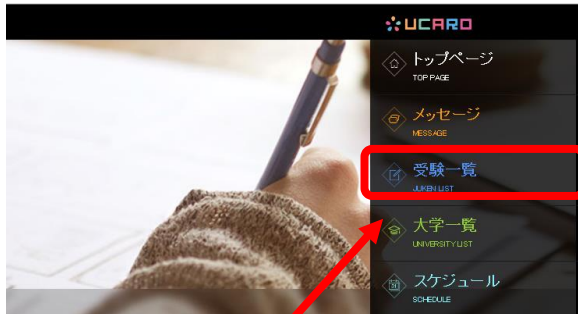 UCARO
トップページ
TOP PAGE
メッセージ
MESSAGE
受験一覧
JUKEN LIST
大学一覧
UNIVERSITY LIST
スケジュール
SCHEDULE